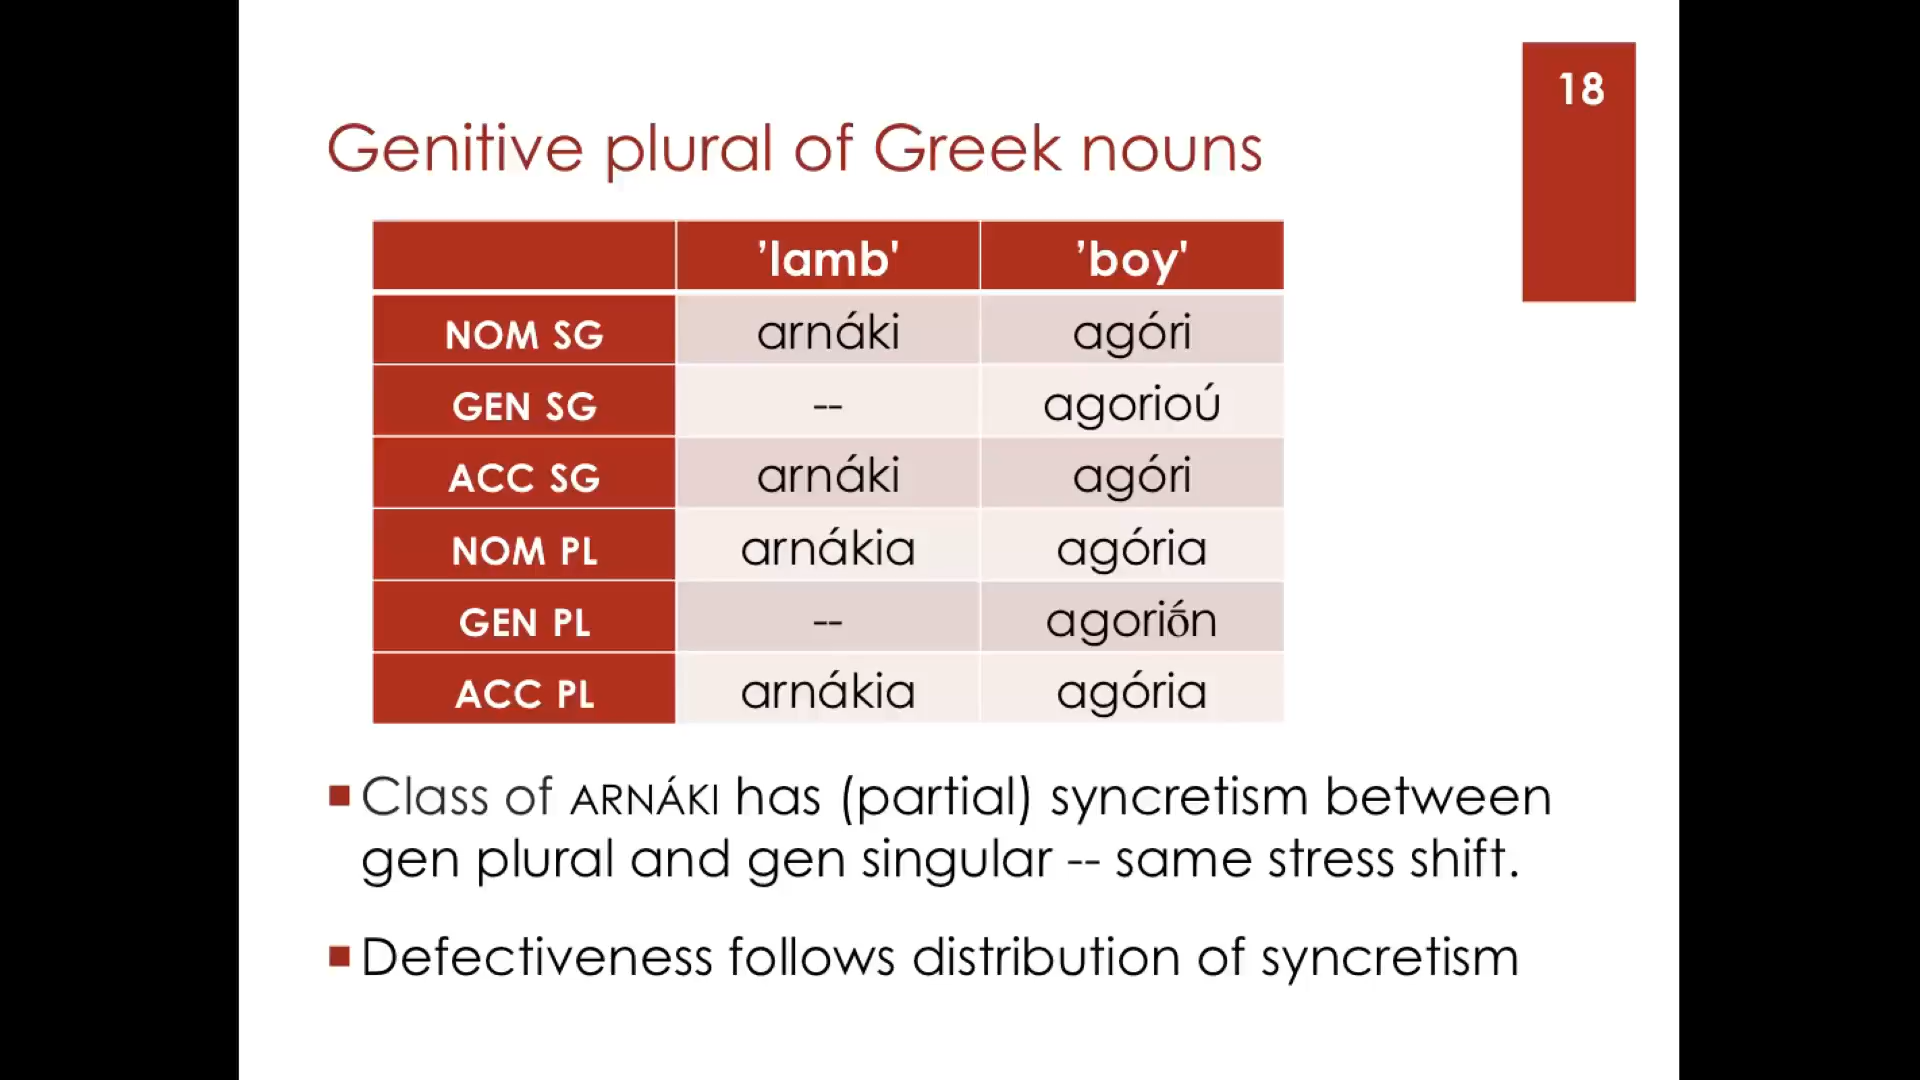 18
Genitive plural of Greek nouns
’lamb' ’boy'
NOM SG arnáki agóri
GEN SG -- agorioú
ACC SG arnáki agóri
NOM PL arnákia agória
GEN PL -- agoriṓn
ACC PL arnákia agória
Class of ARNÁKI has (partial) syncretism between
gen plural and gen singular -- same stress shift.
Defectiveness follows distribution of syncretism